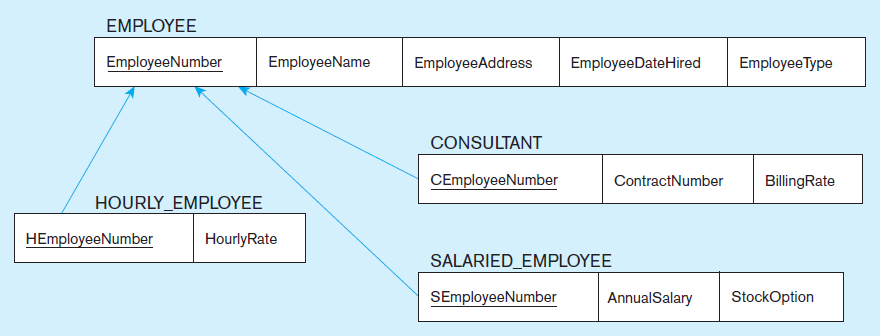 EMPLOYEE
EmployeeNumber EmployeeName EmployeeAddress EmployeeDateHired EmployeeType
CONSULTANT
CEmployeeNumber ContractNumber BillingRate
HOURLY_EMPLOYEE
HEmployeeNumber HourlyRate
SALARIED_EMPLOYEE
SEmployeeNumber AnnualSalary StockOption